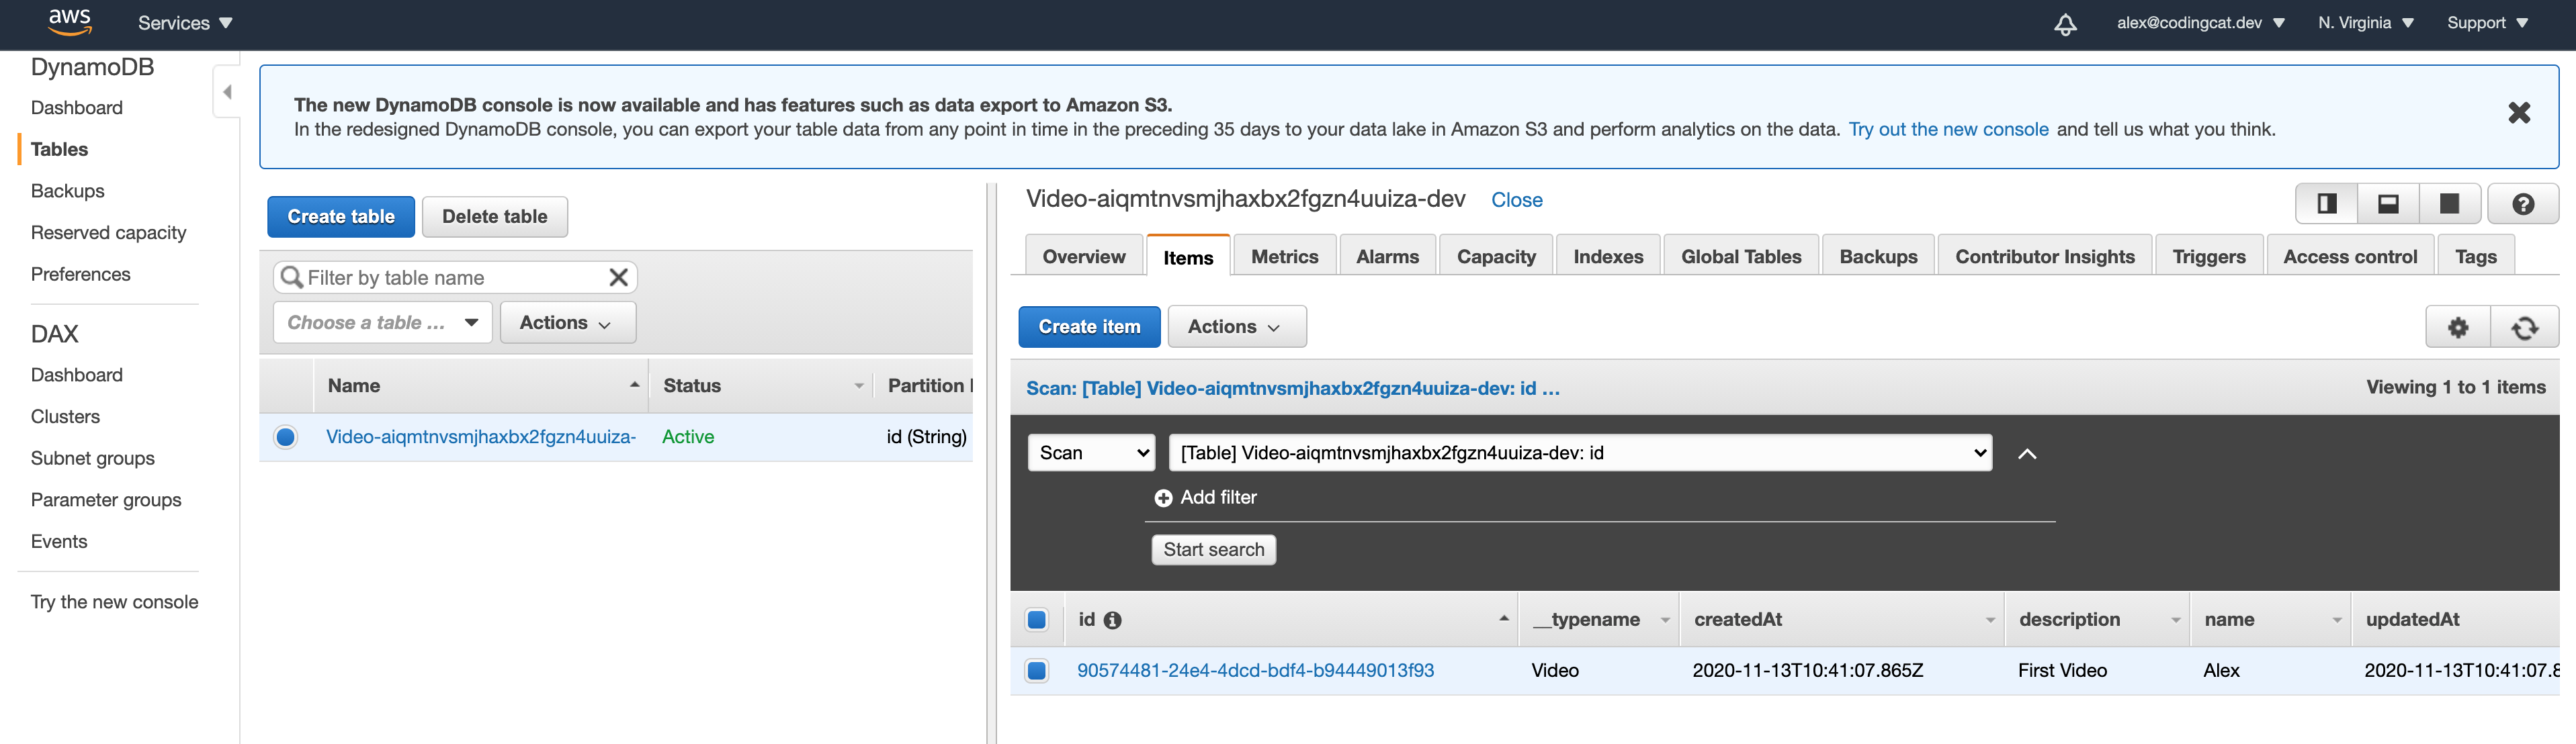 aws
Services
alex@codingcat.dev
N. Virginia
Support
DynamoDB
Dashboard
Tables
Backups
Reserved capacity
Preferences
DAX
Dashboard
Clusters
Subnet groups
Parameter groups
Events
Try the new console
The new DynamoDB console is now available and has features such as data export to Amazon S3.
In the redesigned DynamoDB console, you can export your table data from any point in time in the preceding 35 days to your data lake in Amazon S3 and perform analytics on the data. Try out the new console and tell us what you think.
Create table
Delete table
Filter by table name
Choose a table ...
Actions
Name
Status
Partition
Video-aiqmtnvsmjhaxbx2fgzn4uuiza-
Active
id (String)
Video-aiqmtnvsmjhaxbx2fgzn4uuiza-dev
Close
Overview
Items
Metrics
Alarms
Capacity
Indexes
Global Tables
Backups
Contributor Insights
Triggers
Access control
Tags
Create item
Actions
Scan: [Table] Video-aiqmtnvsmjhaxbx2fgzn4uuiza-dev: id ...
Viewing 1 to 1 items
Scan
[Table] Video-aiqmtnvsmjhaxbx2fgzn4uuiza-dev: id
Add filter
Start search
id
__typename
createdAt
description
name
updatedAt
90574481-24e4-4dcd-bdf4-b94449013f93
Video
2020-11-13T10:41:07.865Z
First Video
Alex
2020-11-13T10:41:07.8